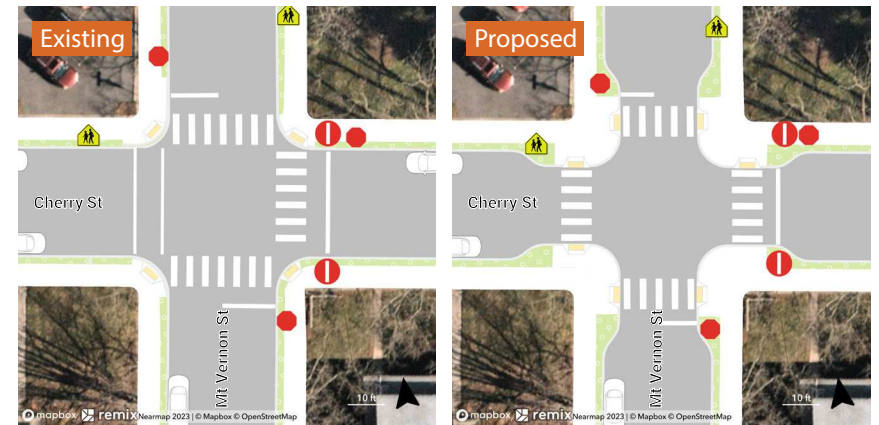 Existing
Cherry St
Mt Vernon St
10 ft
mapbox remix Nearmap 2023 | © Mapbox © OpenStreetMap
Proposed
Cherry St
Mt Vernon St
10 ft
mapbox remix Nearmap 2023 | © Mapbox © OpenStreetMap